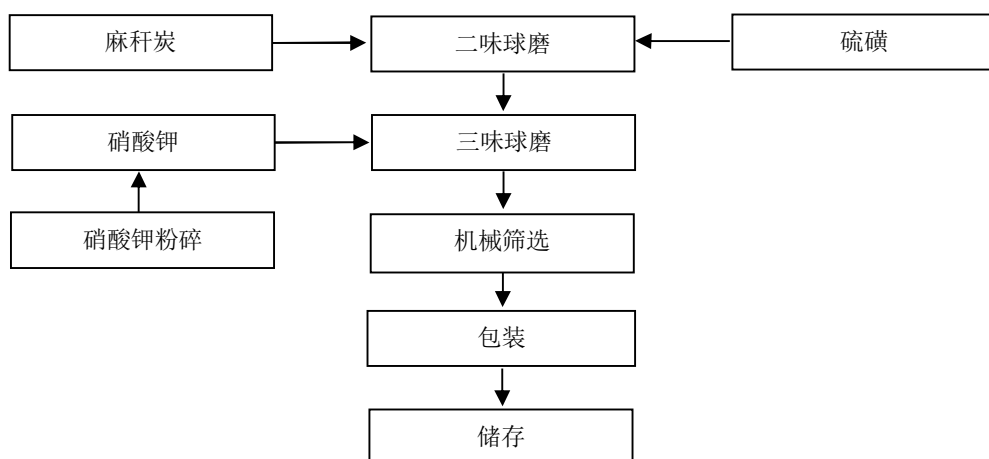 麻秆炭
二味球磨
硫磺
硝酸钾
三味球磨
硝酸钾粉碎
机械筛选
包装
储存